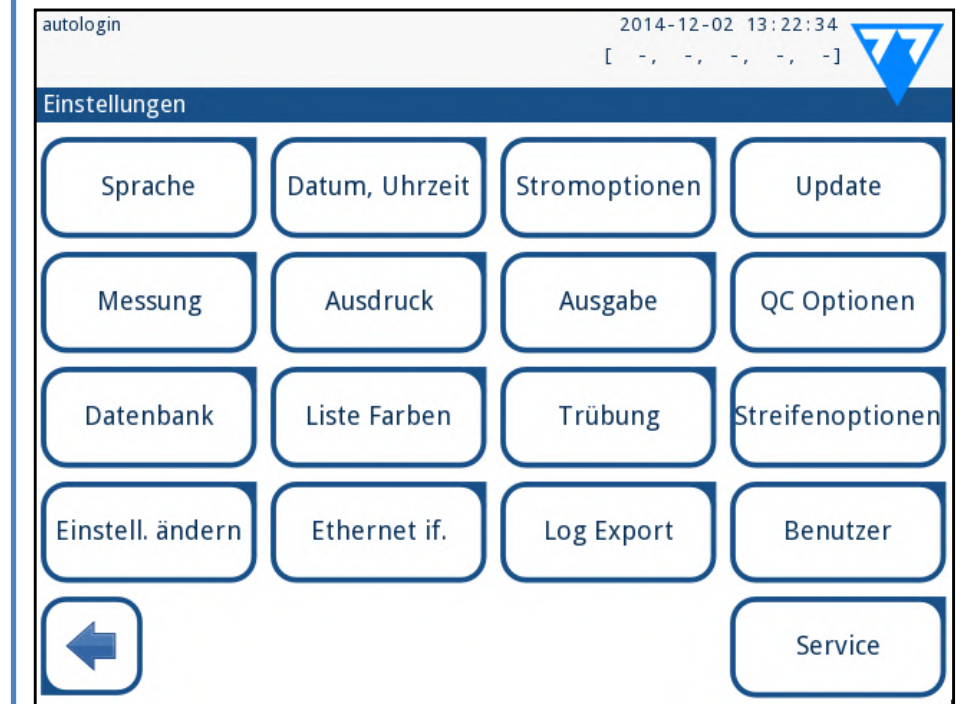 autologin 2014-12-02 13:22:34
[ -, -, -, -, -]
Einstellungen
Sprache Datum, Uhrzeit Stromoptionen Update
Messung Ausdruck Ausgabe QC Optionen
Datenbank Liste Farben Trübung Streifenoptionen
Einstell. ändern Ethernet if. Log Export Benutzer
Service